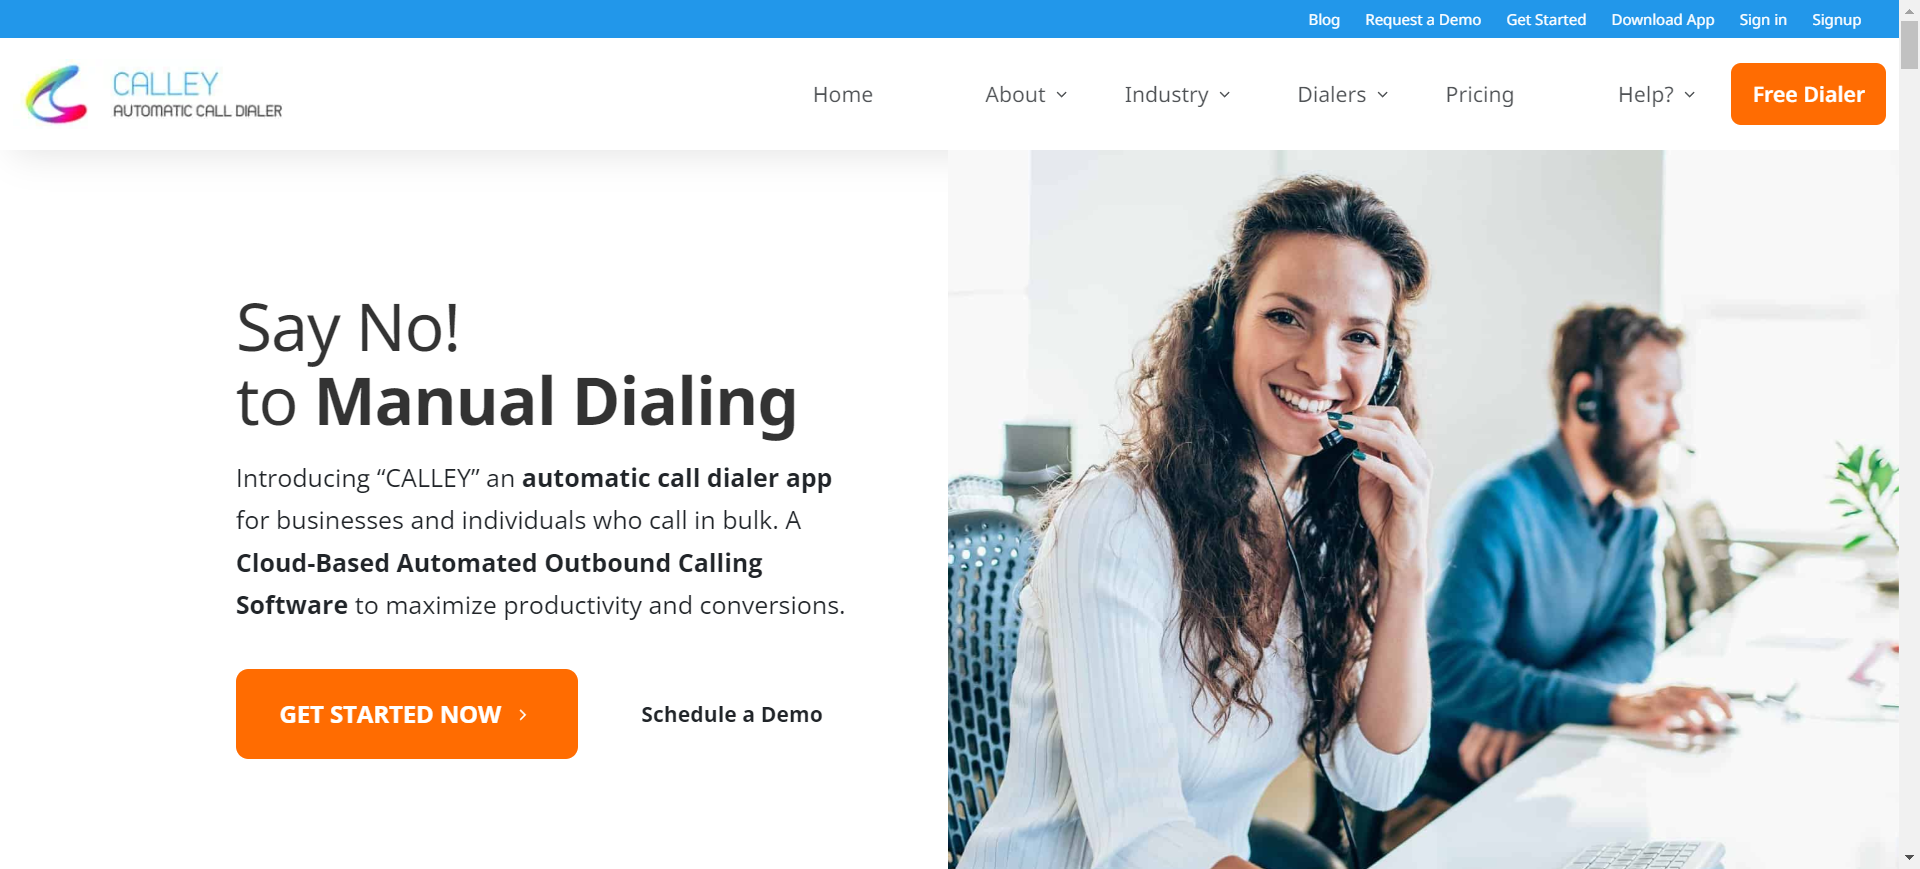 Blog Request a Demo Get Started Download App Sign in Signup
CALLEY
AUTOMATIC CALL DIALER
Home About Industry Dialers Pricing Help? Free Dialer
Say No!
to Manual Dialing
Introducing “CALLEY” an automatic call dialer app
for businesses and individuals who call in bulk. A
Cloud-Based Automated Outbound Calling
Software to maximize productivity and conversions.
GET STARTED NOW
Schedule a Demo